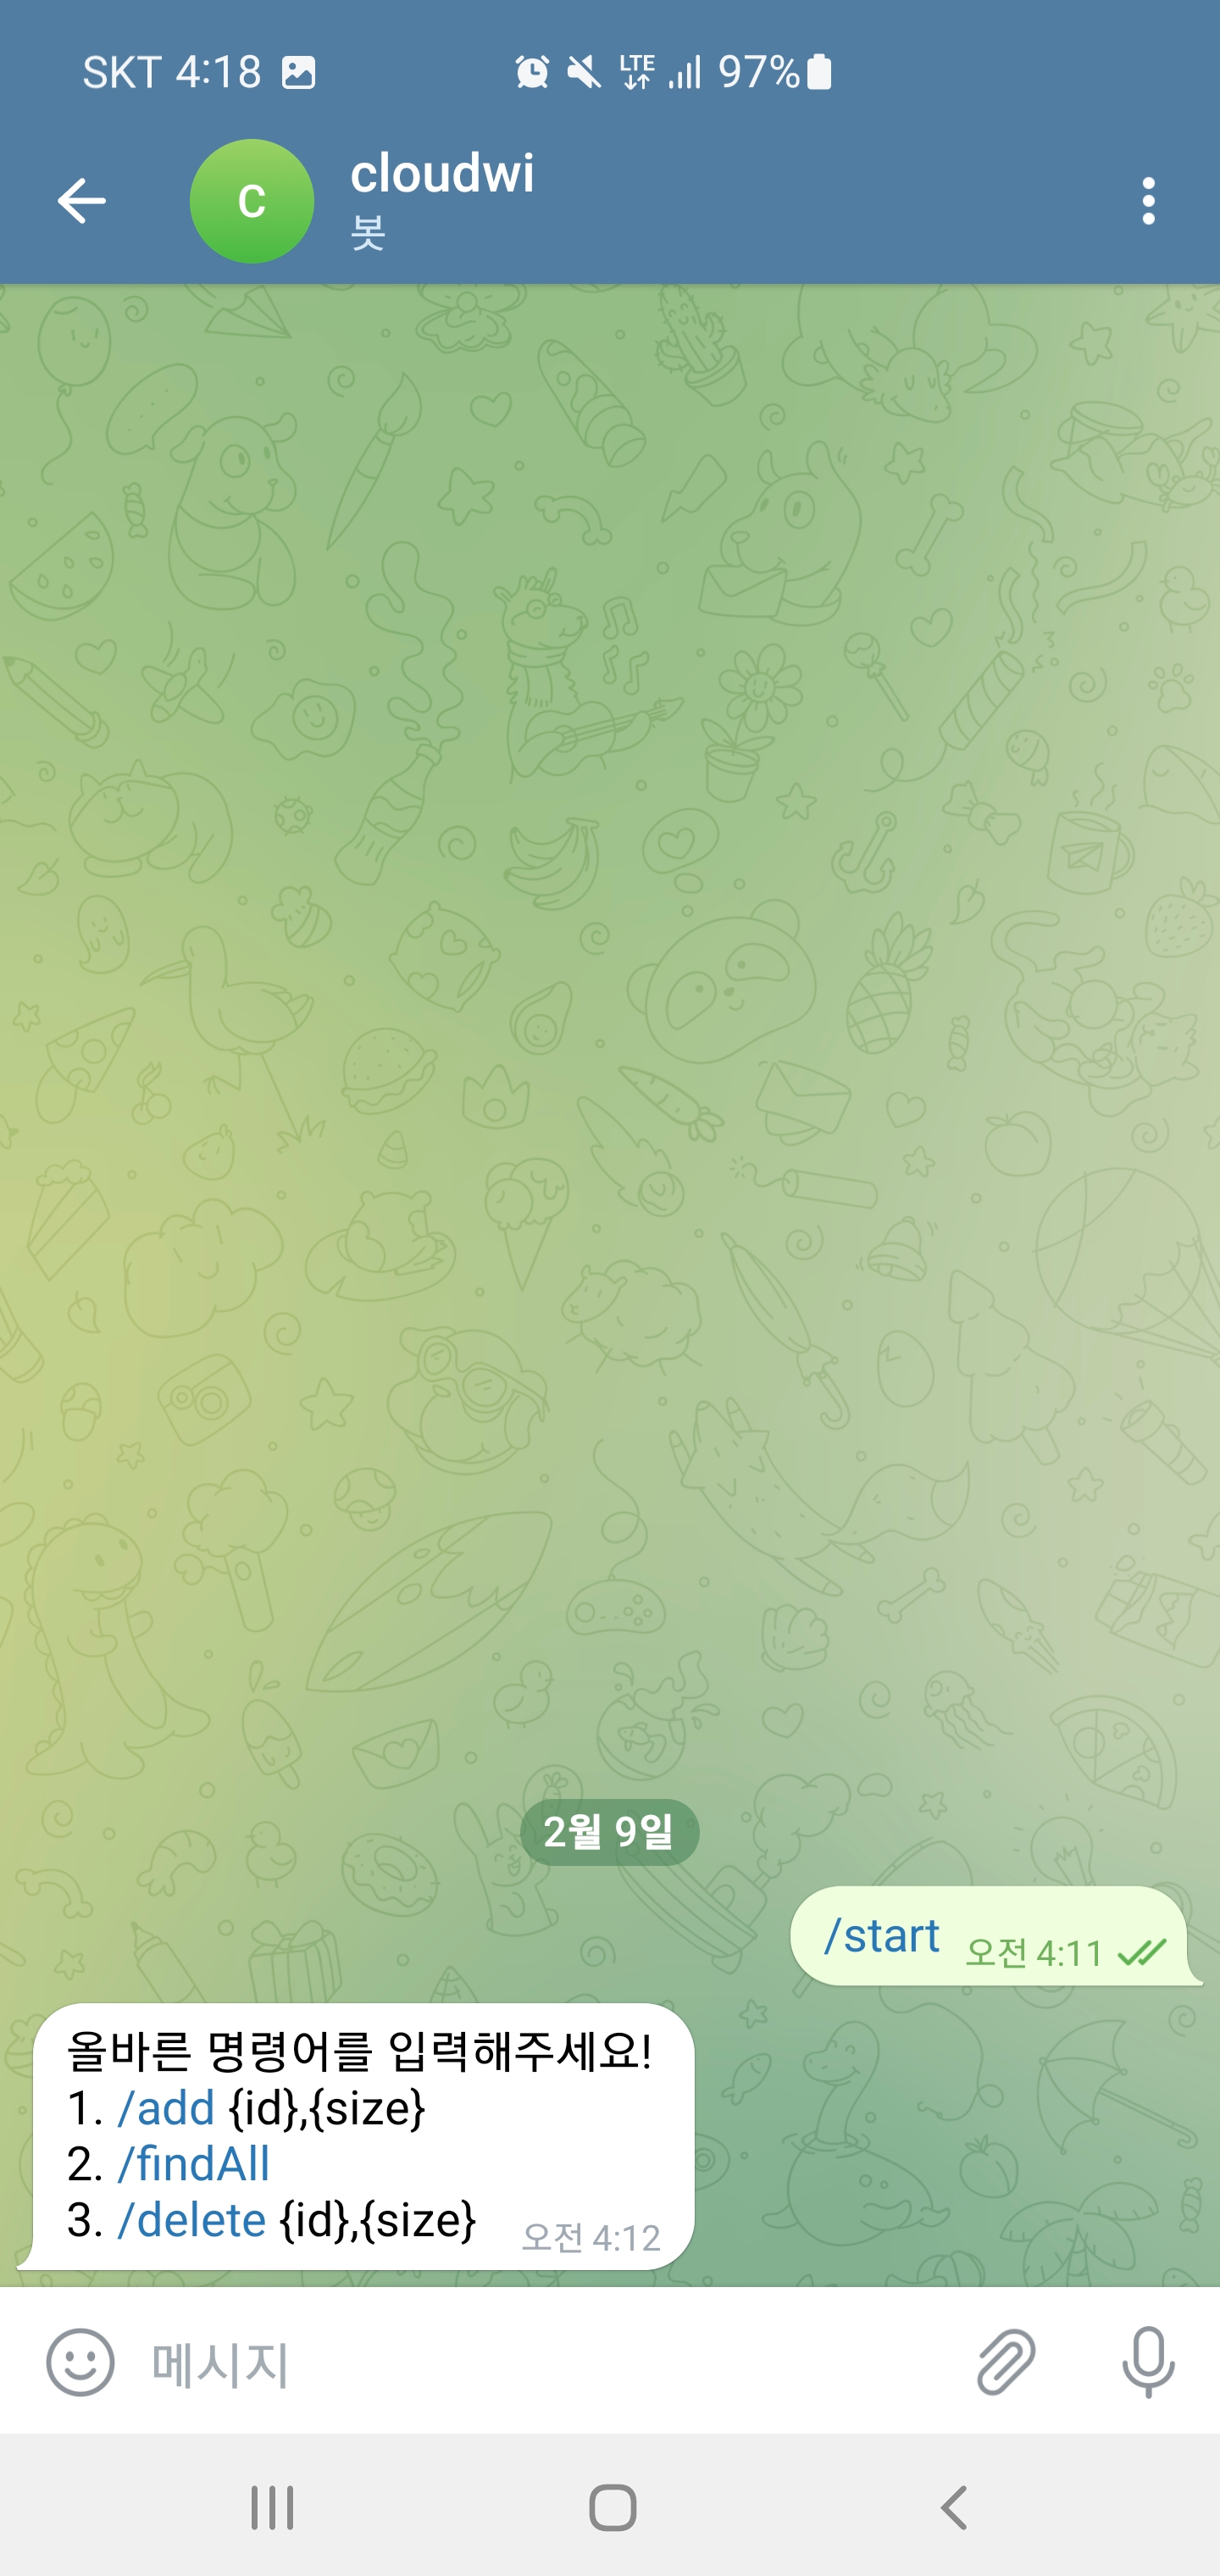 SKT 4:18
LTE
97%
C
cloudwi
봇
2월 9일
/start 오전 4:11
올바른 명령어를 입력해주세요!
1. /add {id},{size}
2. /findAll
3. /delete {id},{size}
오전 4:12
메시지